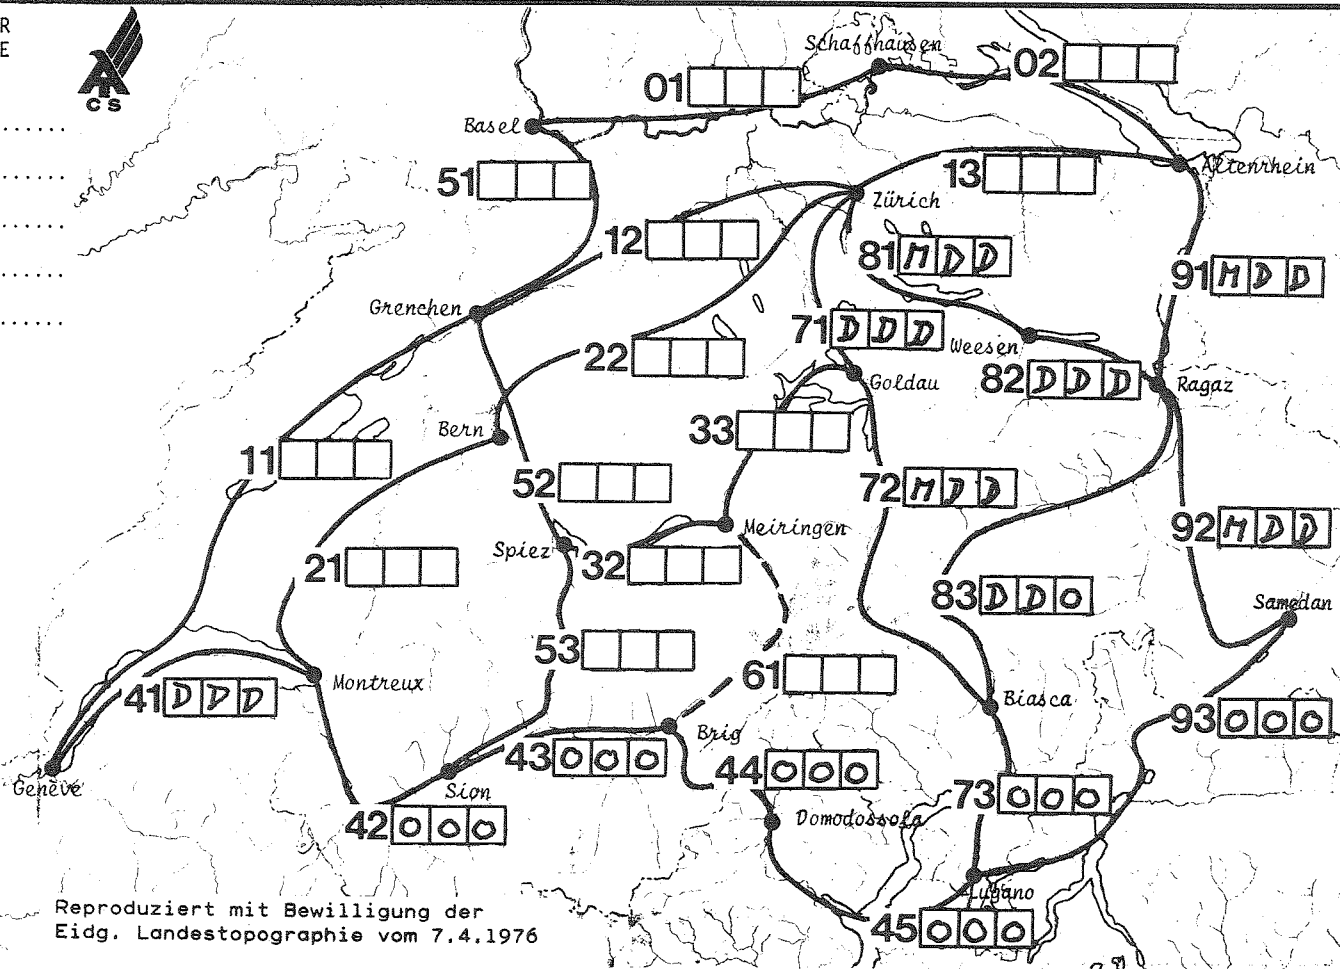 R
E
CS
Schaffhausen
02
01
Basel
51
13
Altenrhein
Zürich
12
81 M D D
91 M D D
Grenchen
71 D D D
Weesen
22
82 D D D
Ragaz
Goldau
33
Bern
11
52
72 M D D
Meiringen
92 M D D
Spiez
32
21
83 D D O
Samedan
53
61
Montreux
41 D D D
Biasca
93 O O O
Brig
43 O O O
44 O O O
Genève
Sion
73 O O O
42 O O O
Domodossola
Lugano
45 O O O
Reproduziert mit Bewilligung der
Eidg. Landestopographie vom 7.4.1976